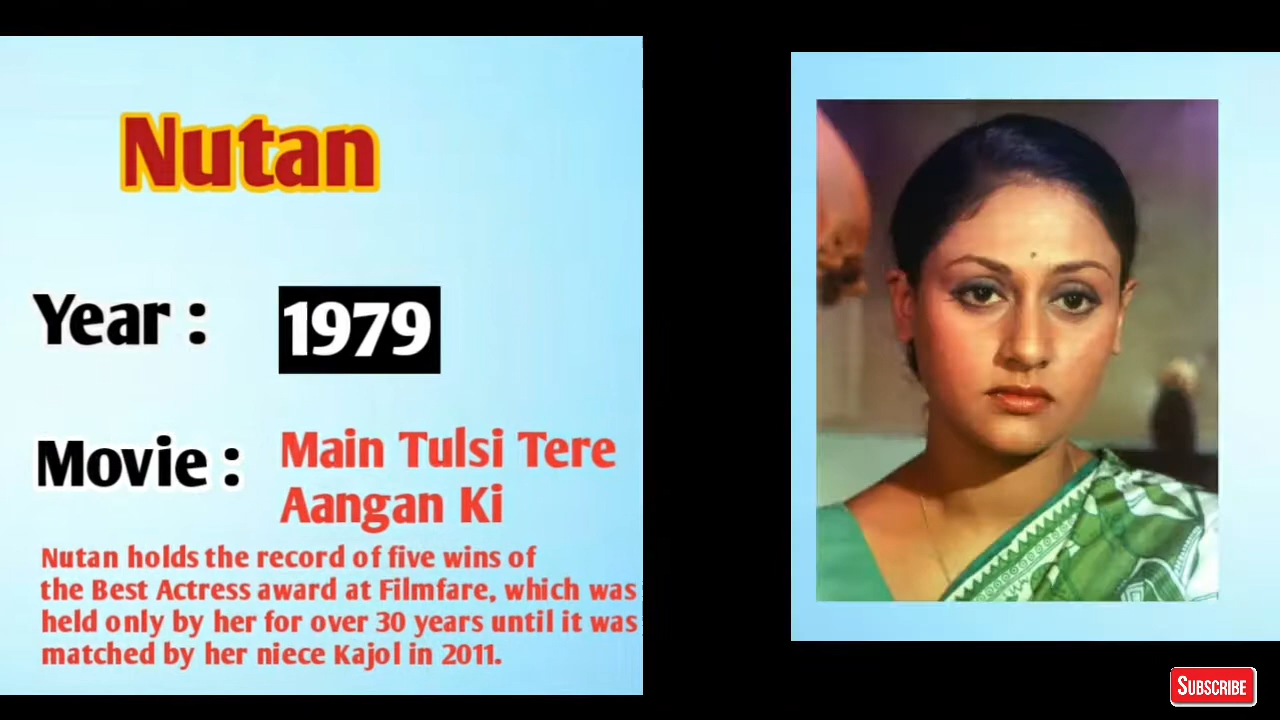 Nutan
Year : 1979
Movie : Main Tulsi Tere
Aangan Ki
Nutan holds the record of five wins of
the Best Actress award at Filmfare, which was
held only by her for over 30 years until it was
matched by her niece Kajol in 2011.
SUBSCRIBE